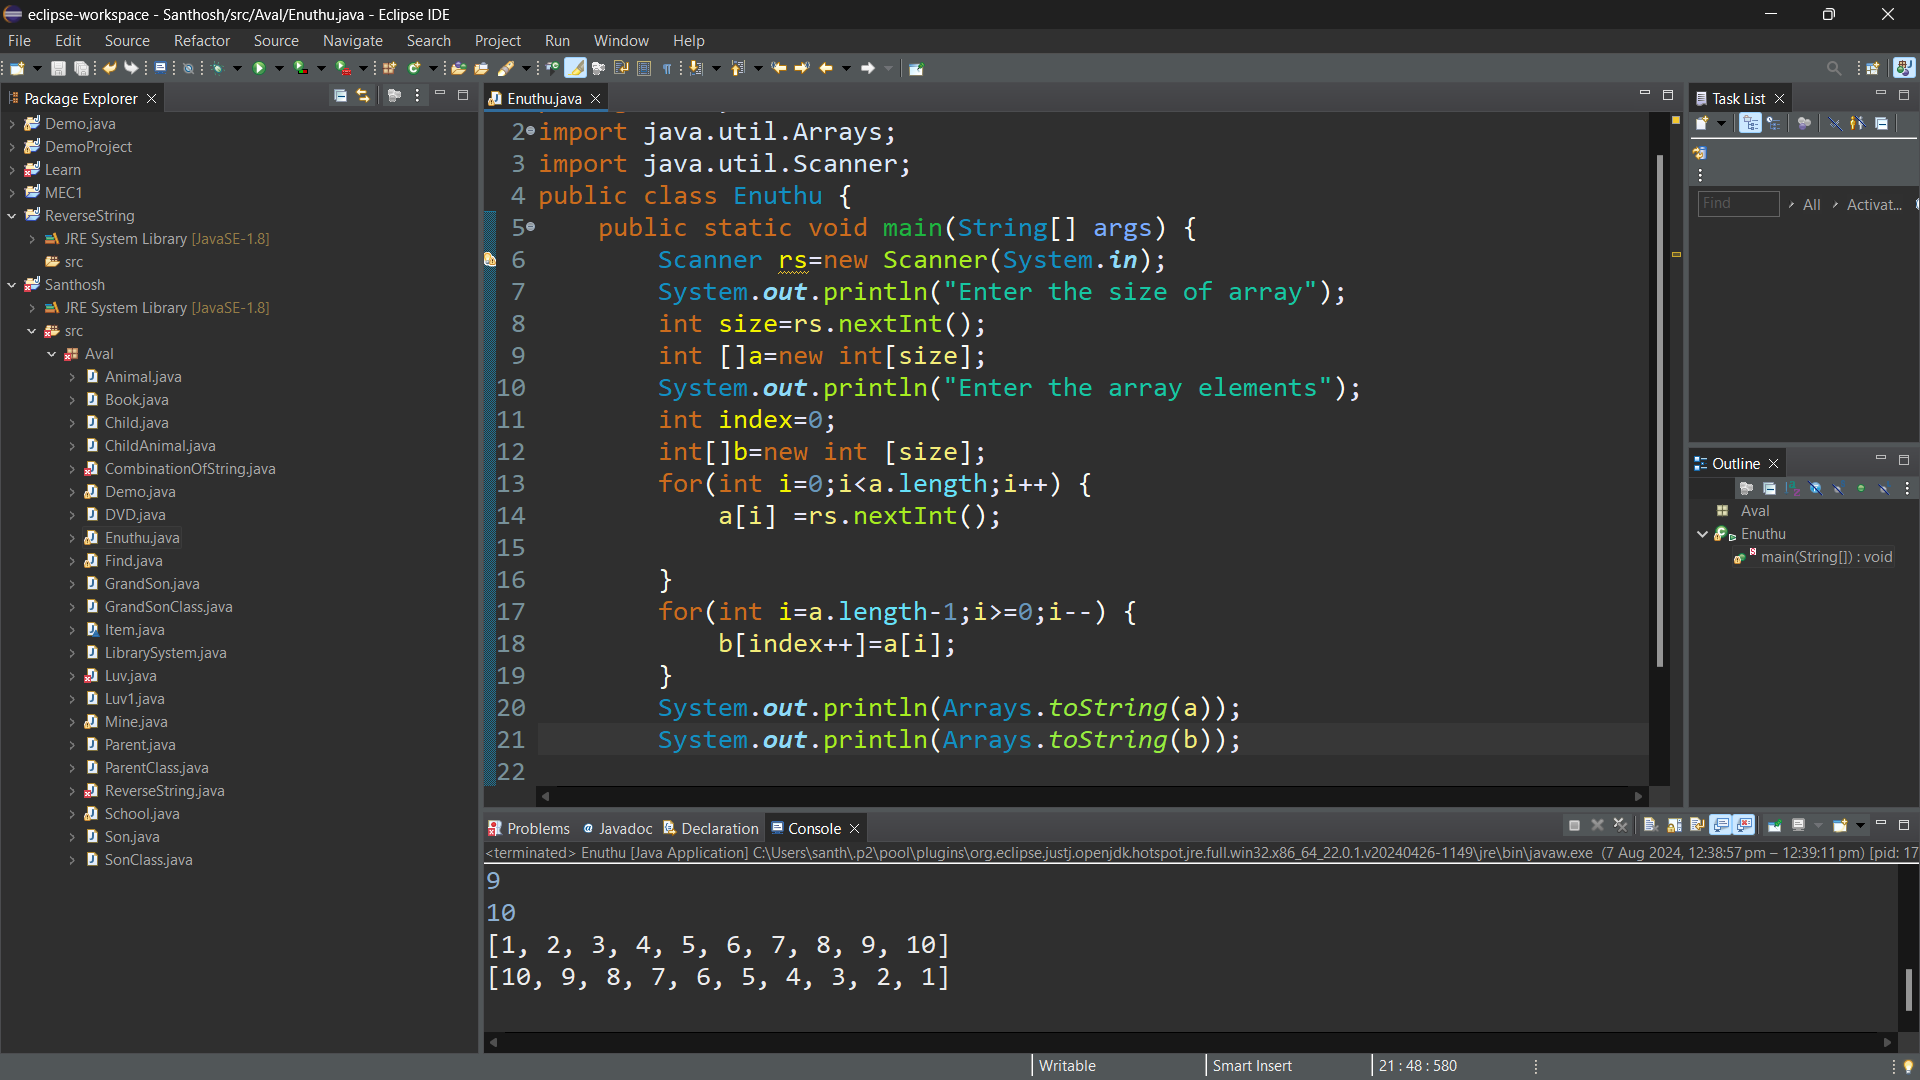 eclipse-workspace - Santhosh/src/Aval/Enuthu.java - Eclipse IDE
File Edit Source Refactor Source Navigate Search Project Run Window Help
Package Explorer
Demo.java
DemoProject
Learn
MEC1
ReverseString
JRE System Library [JavaSE-1.8]
src
Santhosh
JRE System Library [JavaSE-1.8]
src
Aval
Animal.java
Book.java
Child.java
ChildAnimal.java
CombinationOfString.java
Demo.java
DVD.java
Enuthu.java
Find.java
GrandSon.java
GrandSonClass.java
Item.java
LibrarySystem.java
Luv.java
Luv1.java
Mine.java
Parent.java
ParentClass.java
ReverseString.java
School.java
Son.java
SonClass.java
Enuthu.java
2 import java.util.Arrays;
3 import java.util.Scanner;
4 public class Enuthu {
5 public static void main(String[] args) {
6 Scanner rs=new Scanner(System.in);
7 System.out.println("Enter the size of array");
8 int size=rs.nextInt();
9 int []a=new int[size];
10 System.out.println("Enter the array elements");
11 int index=0;
12 int[]b=new int [size];
13 for(int i=0;i<a.length;i++) {
14 a[i] =rs.nextInt();
15
16 }
17 for(int i=a.length-1;i>=0;i--) {
18 b[index++]=a[i];
19 }
20 System.out.println(Arrays.toString(a));
21 System.out.println(Arrays.toString(b));
22
Task List
Find All Activat...
Outline
Aval
Enuthu
main(String[]) : void
Problems Javadoc Declaration Console
<terminated> Enuthu [Java Application] C:\Users\santh\.p2\pool\plugins\org.eclipse.justj.openjdk.hotspot.jre.full.win32.x86_64_22.0.1.v20240426-1149\jre\bin\javaw.exe (7 Aug 2024, 12:38:57 pm – 12:39:11 pm) [pid: 17
9
10
[1, 2, 3, 4, 5, 6, 7, 8, 9, 10]
[10, 9, 8, 7, 6, 5, 4, 3, 2, 1]
Writable Smart Insert 21 : 48 : 580